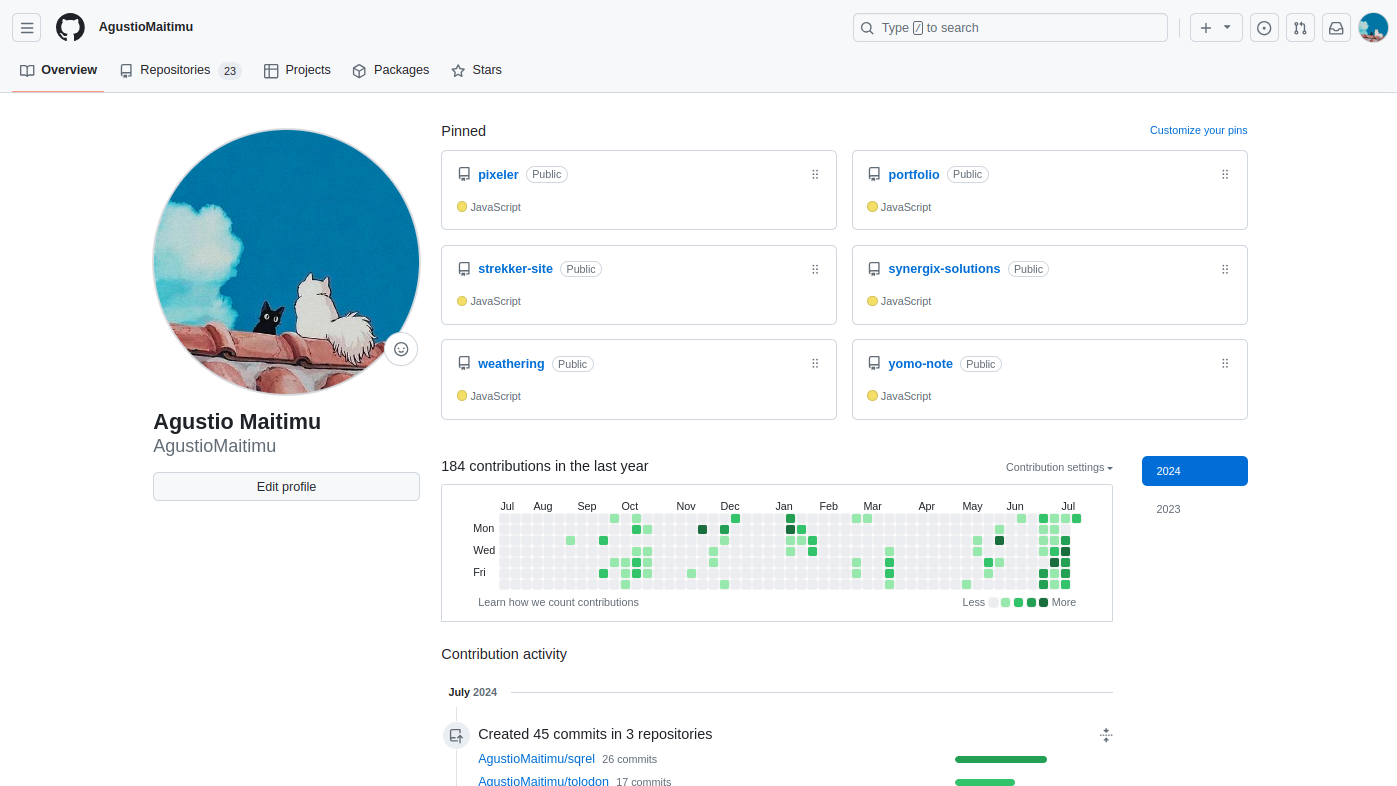 AgustioMaitimu
Type / to search
Overview
Repositories 23
Projects
Packages
Stars
Pinned
Customize your pins
pixeler Public
JavaScript
portfolio Public
JavaScript
strekker-site Public
JavaScript
synergix-solutions Public
JavaScript
weathering Public
JavaScript
yomo-note Public
JavaScript
Agustio Maitimu
AgustioMaitimu
Edit profile
184 contributions in the last year
Contribution settings
2024
2023
Jul Aug Sep Oct Nov Dec Jan Feb Mar Apr May Jun Jul
Mon
Wed
Fri
Learn how we count contributions
Less More
Contribution activity
July 2024
Created 45 commits in 3 repositories
AgustioMaitimu/sqrel 26 commits
AgustioMaitimu/tolodon 17 commits